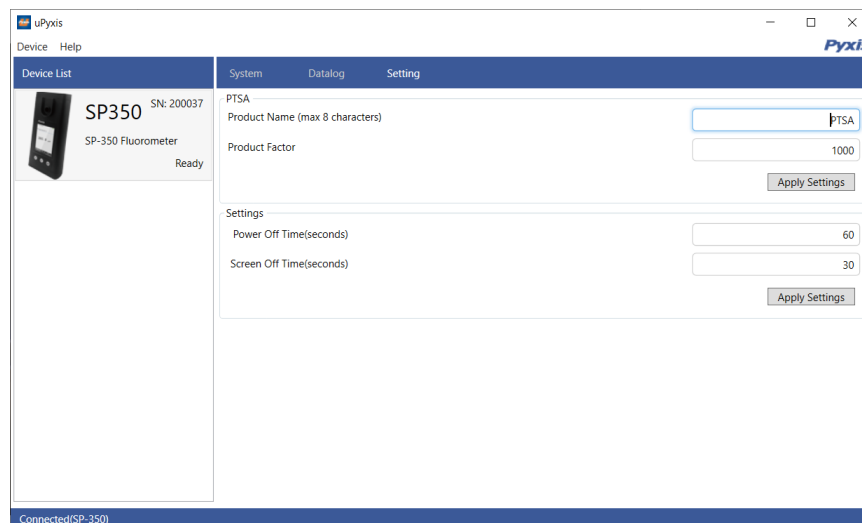 uPyxis
Device Help
Device List
SP350 SN: 200037
SP-350 Fluorometer
Ready
System Datalog Setting
PTSA
Product Name (max 8 characters) PTSA
Product Factor 1000
Apply Settings
Settings
Power Off Time(seconds) 60
Screen Off Time(seconds) 30
Apply Settings
Connected(SP-350)